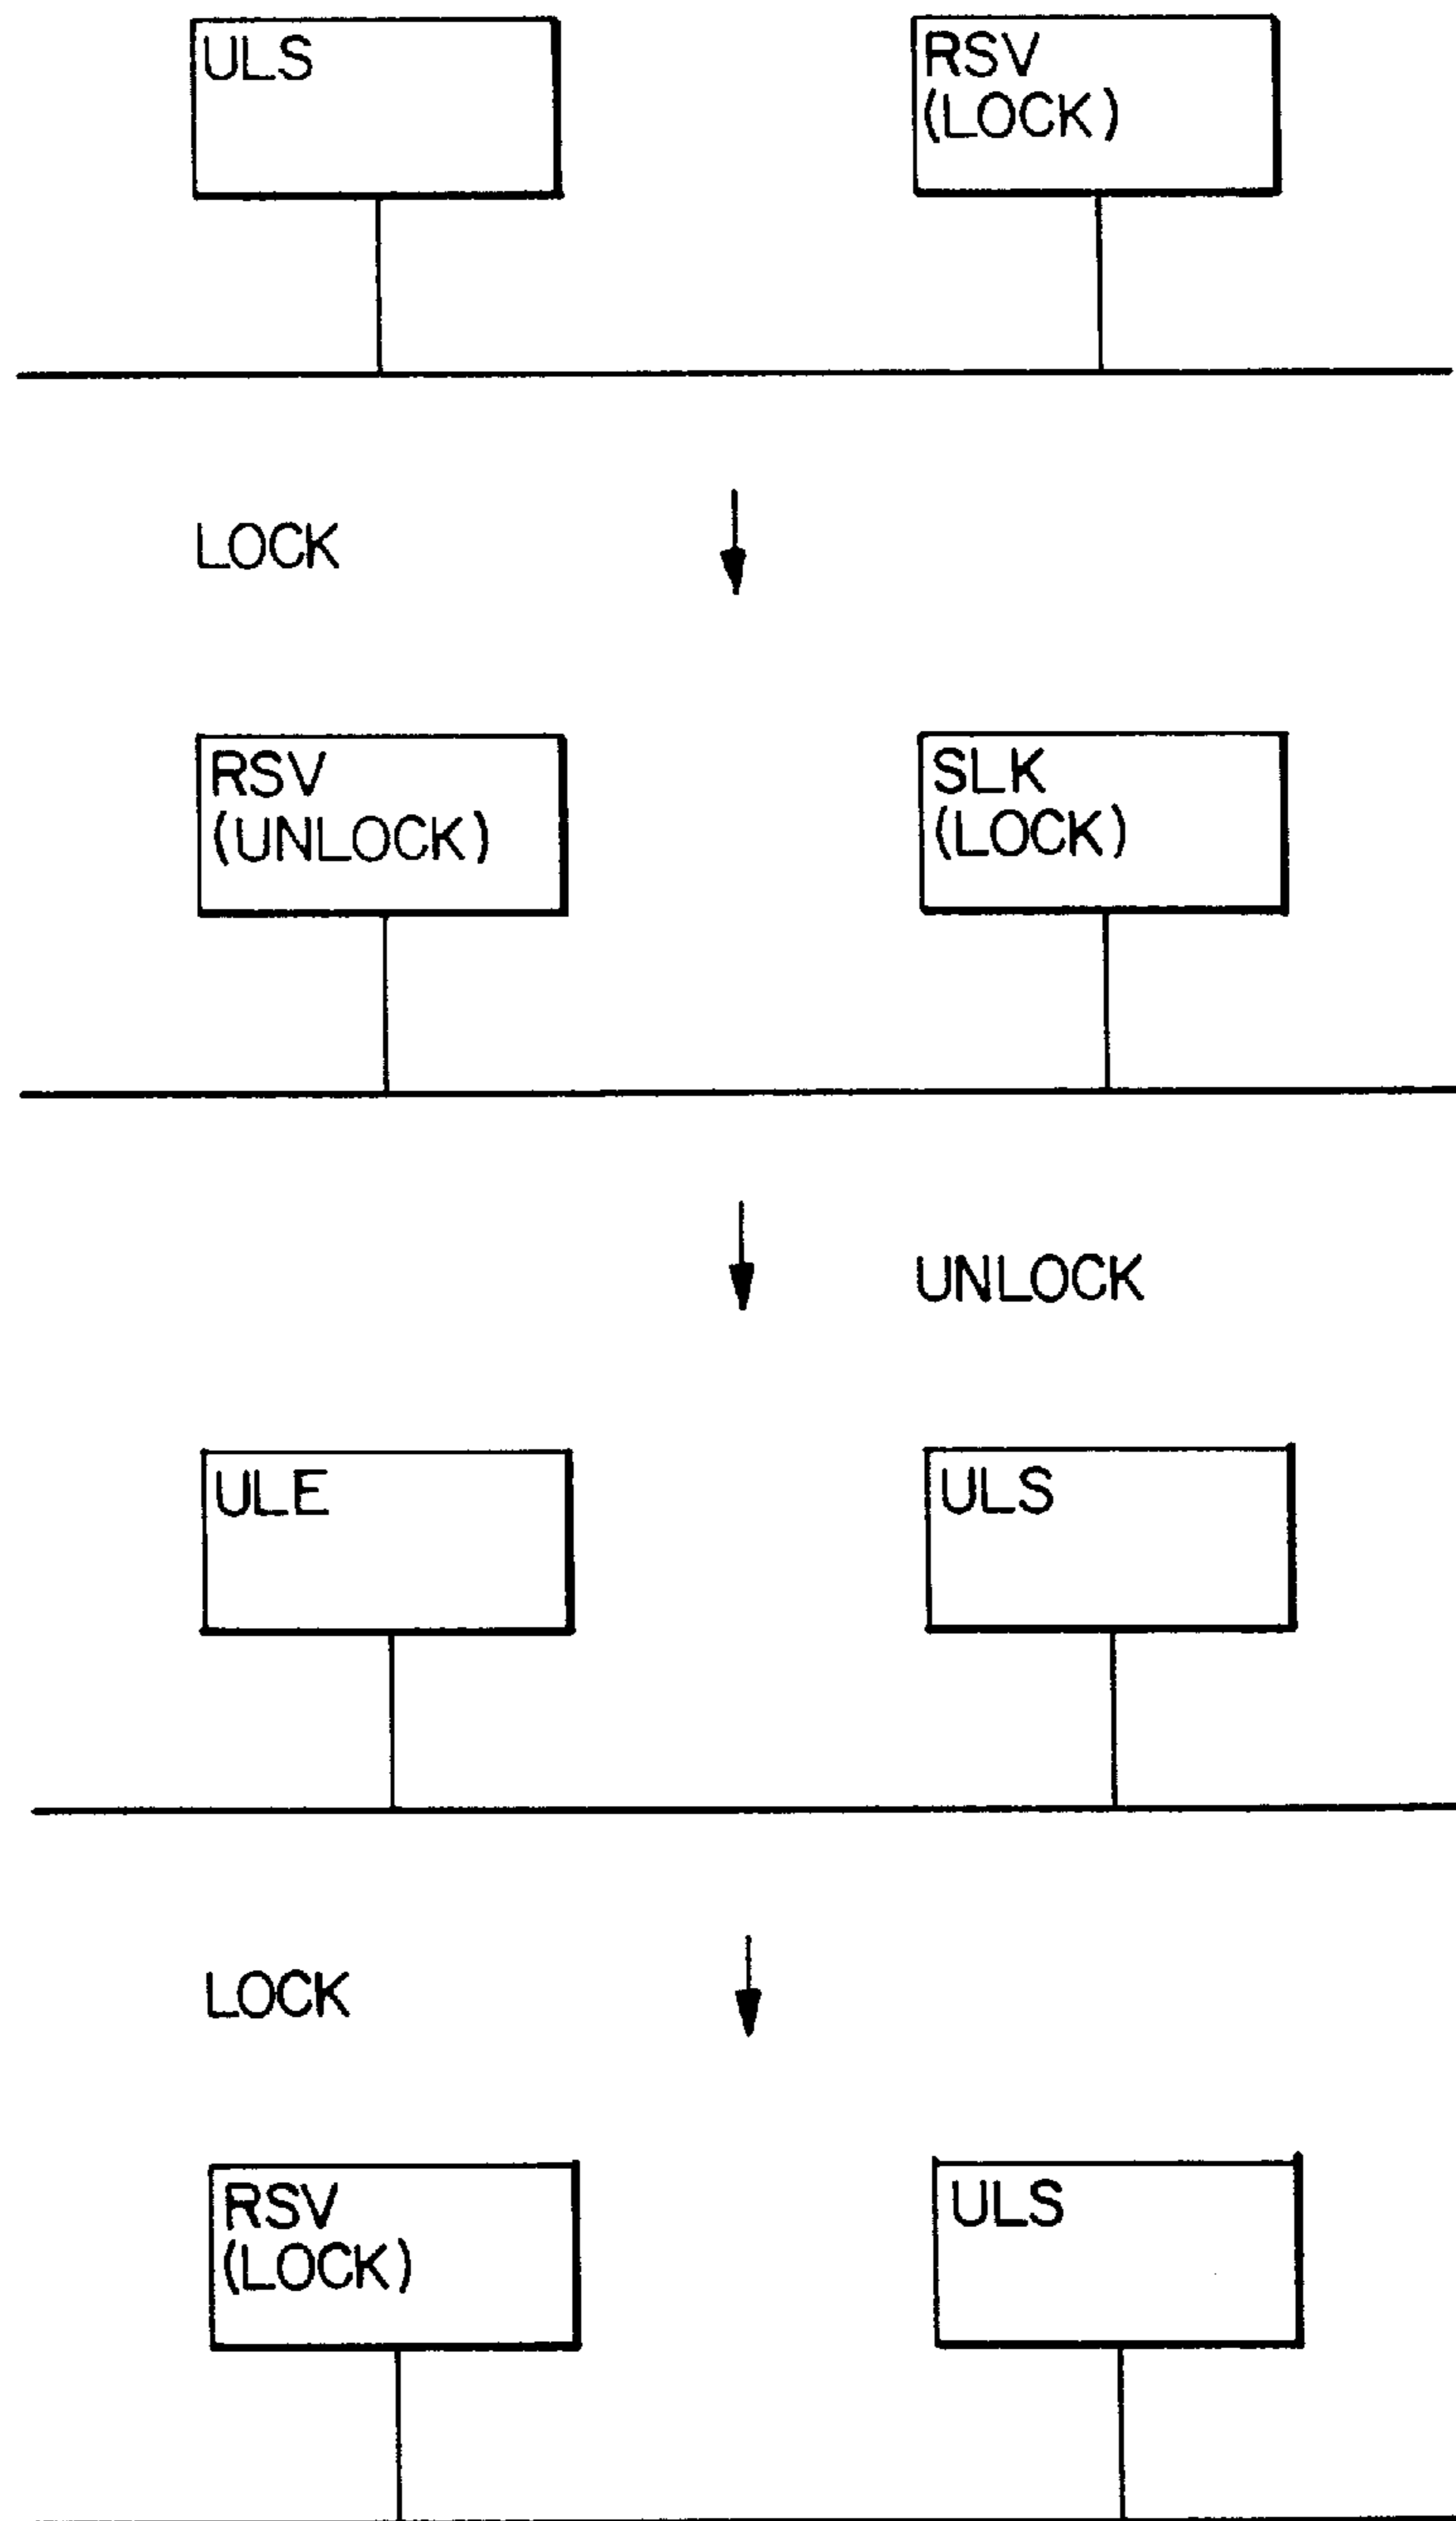 ULS
RSV
(LOCK)
LOCK
RSV
(UNLOCK)
SLK
(LOCK)
UNLOCK
ULE
ULS
LOCK
RSV
(LOCK)
ULS